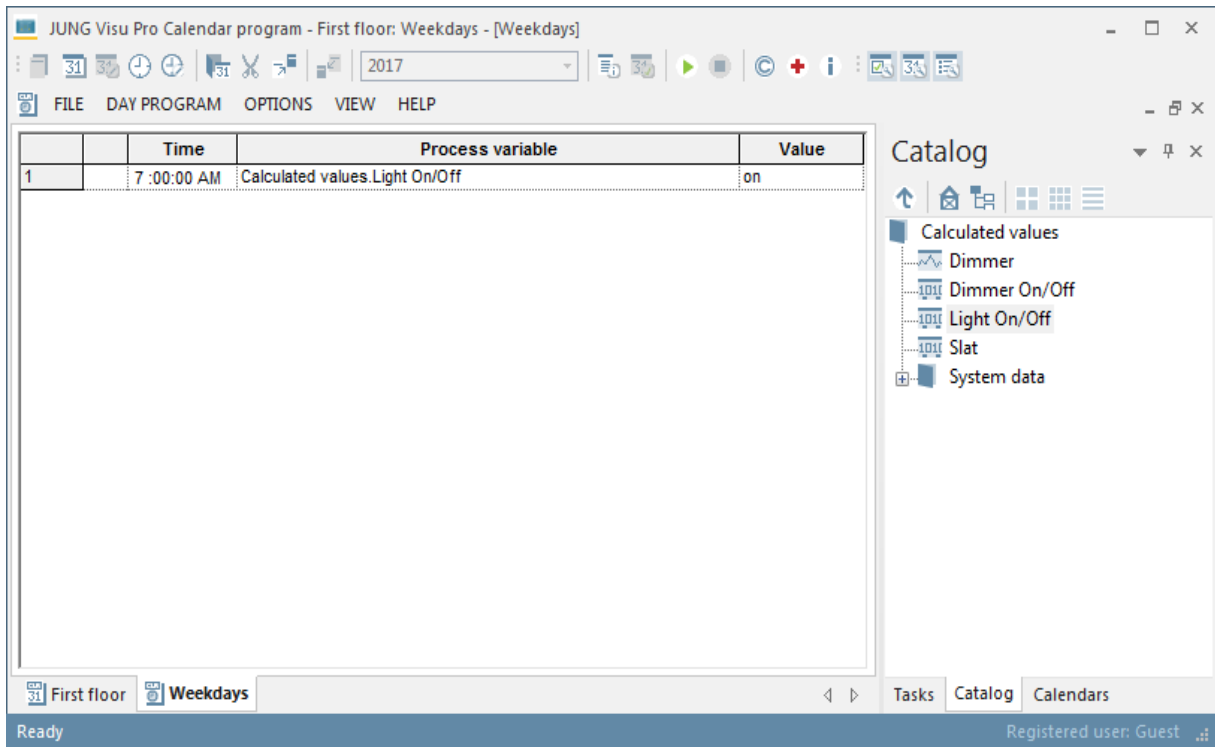 JUNG Visu Pro Calendar program - First floor: Weekdays - [Weekdays]
2017
FILE DAY PROGRAM OPTIONS VIEW HELP
Time Process variable Value
1 7 :00:00 AM Calculated values.Light On/Off on
Catalog
Calculated values
Dimmer
Dimmer On/Off
Light On/Off
Slat
System data
First floor Weekdays
Tasks Catalog Calendars
Ready Registered user: Guest